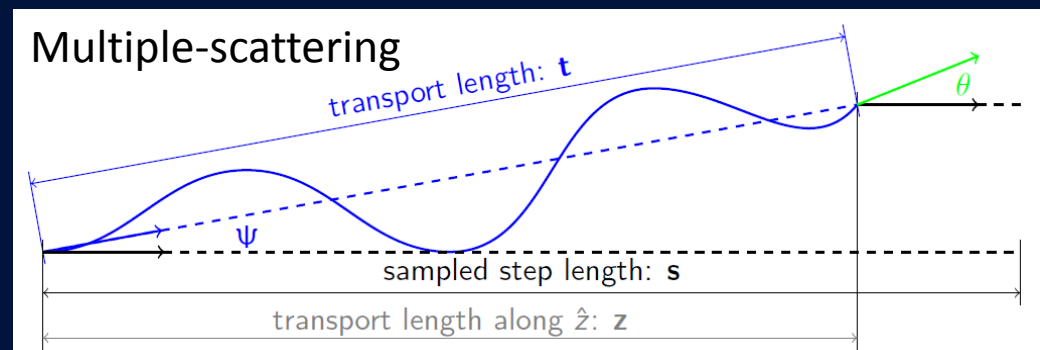 Multiple-scattering
transport length: t
θ
Ψ
sampled step length: s
transport length along ẑ: z